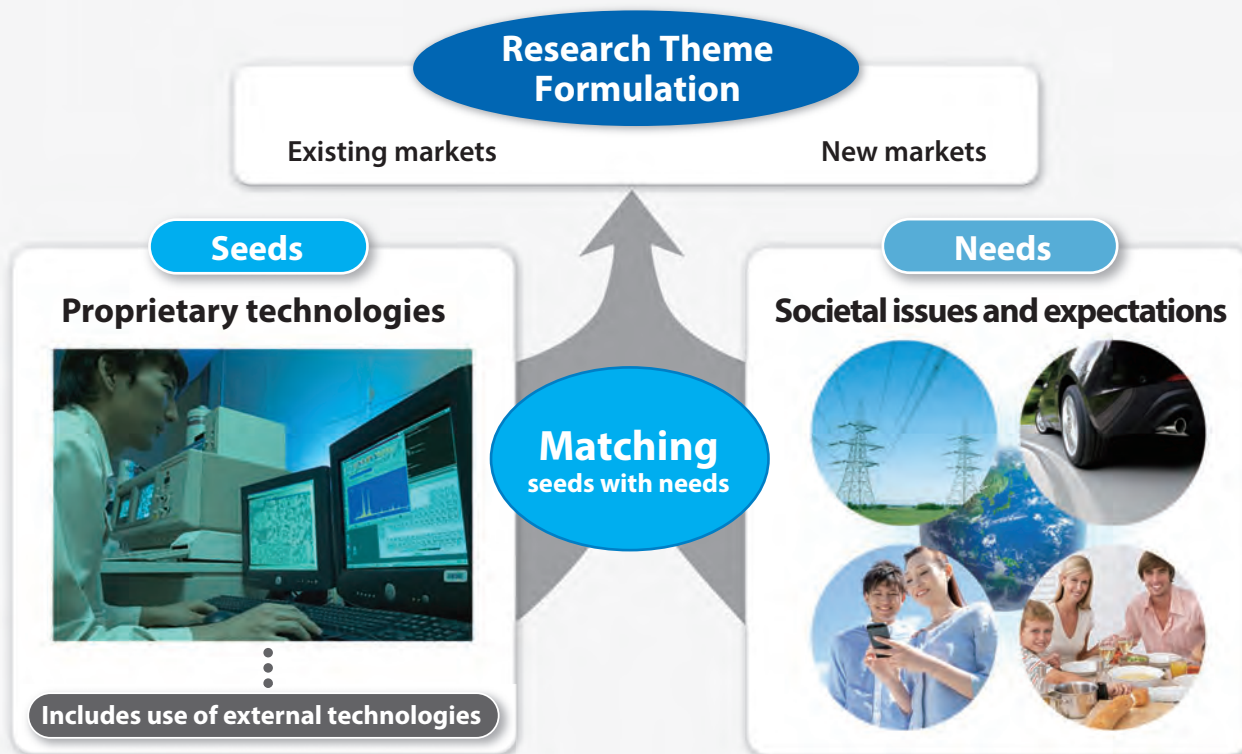 Research Theme
Formulation
Existing markets
New markets
Seeds
Proprietary technologies
Includes use of external technologies
Matching
seeds with needs
Needs
Societal issues and expectations